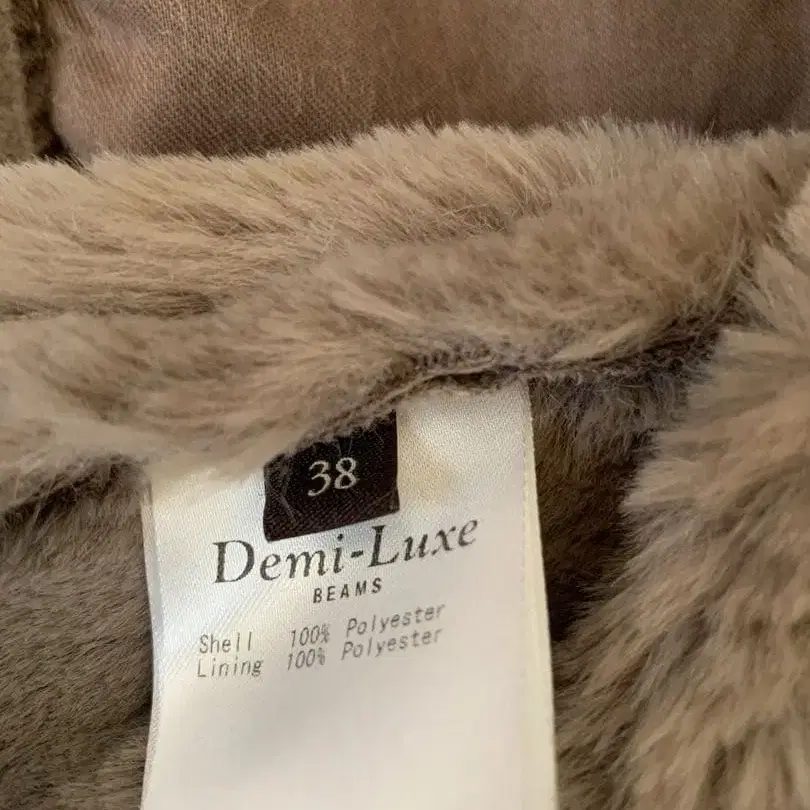 38
Demi-Luxe
BEAMS
Shell 100% Polyester
Lining 100% Polyester